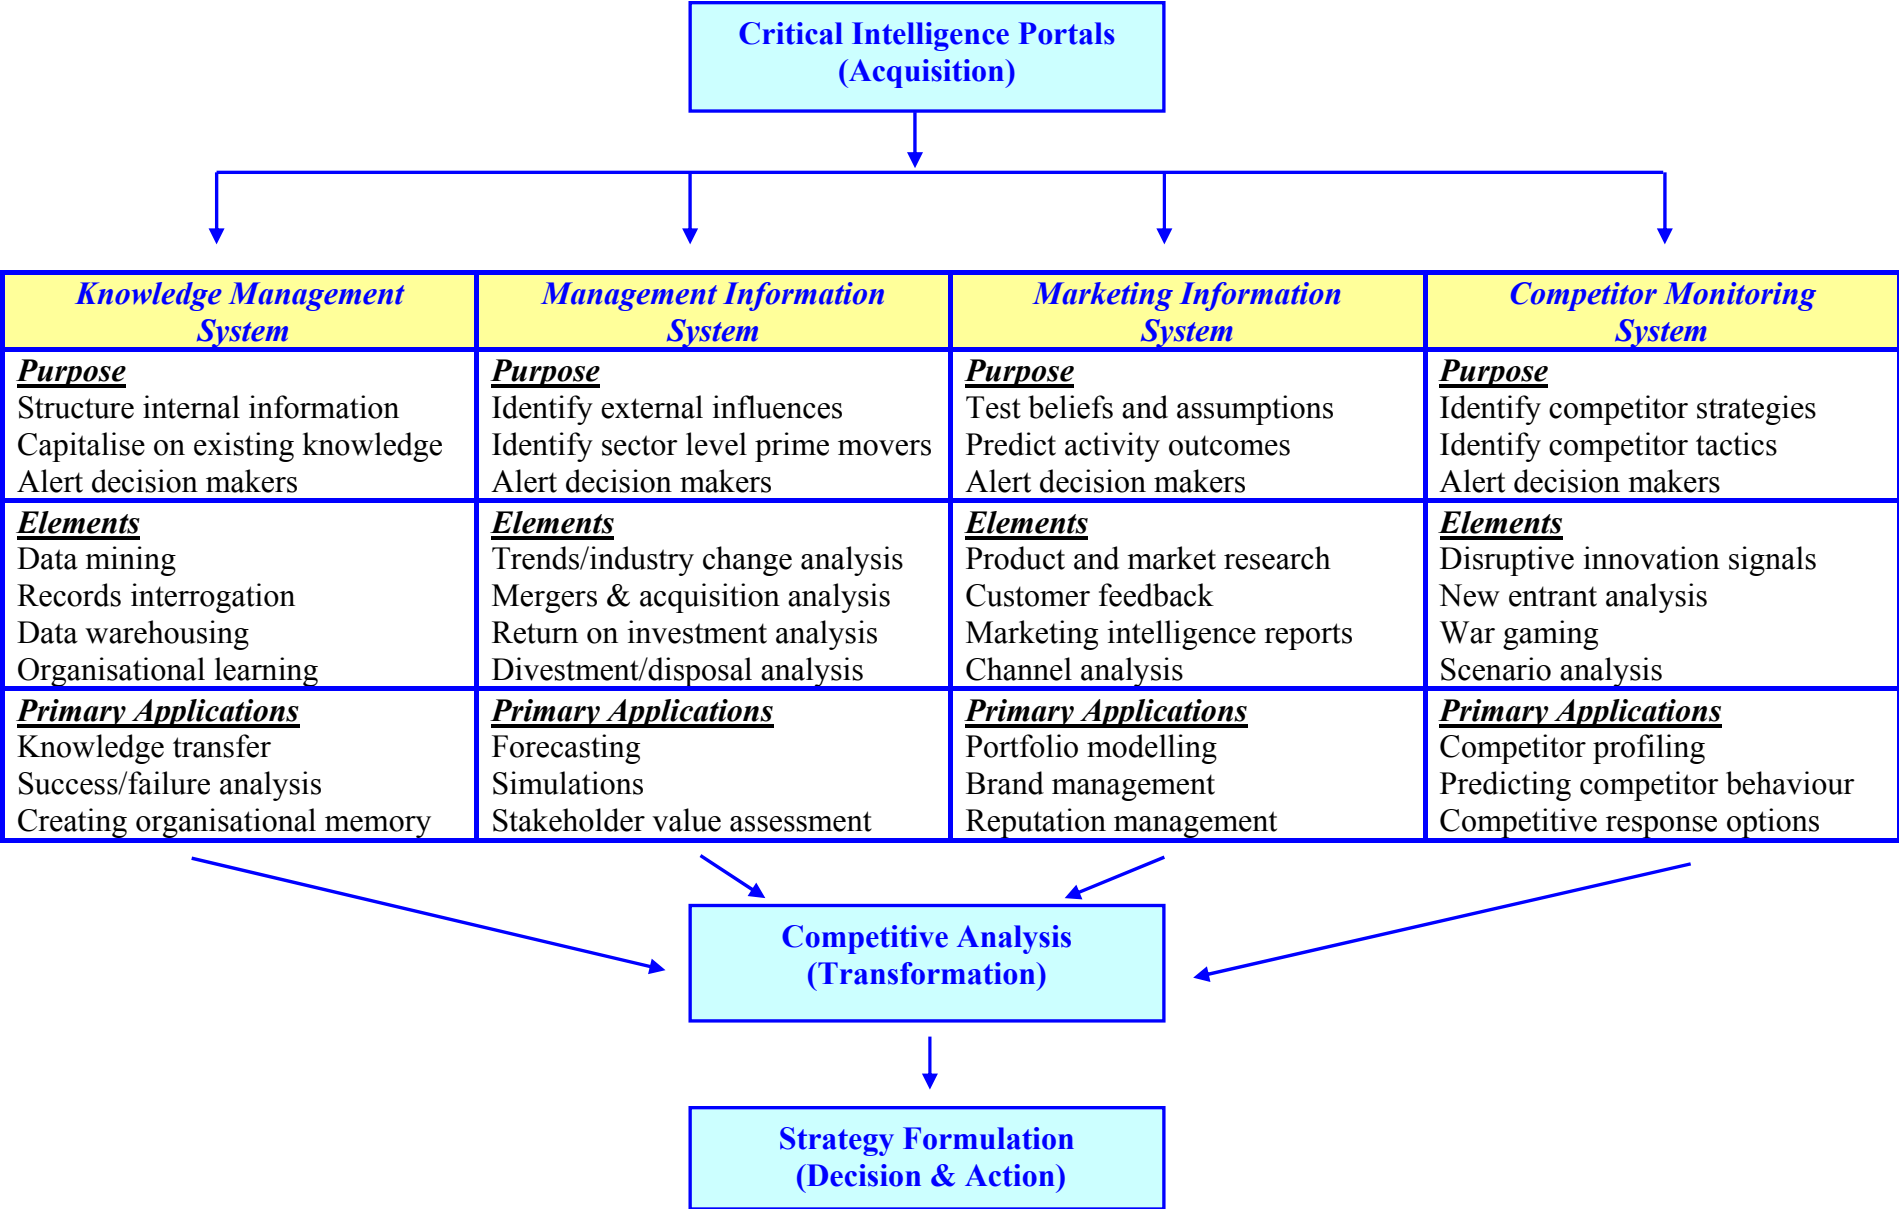 Critical Intelligence Portals
(Acquisition)
Knowledge Management
System
Management Information
System
Marketing Information
System
Competitor Monitoring
System
Purpose
Structure internal information
Capitalise on existing knowledge
Alert decision makers
Purpose
Identify external influences
Identify sector level prime movers
Alert decision makers
Purpose
Test beliefs and assumptions
Predict activity outcomes
Alert decision makers
Purpose
Identify competitor strategies
Identify competitor tactics
Alert decision makers
Elements
Data mining
Records interrogation
Data warehousing
Organisational learning
Elements
Trends/industry change analysis
Mergers & acquisition analysis
Return on investment analysis
Divestment/disposal analysis
Elements
Product and market research
Customer feedback
Marketing intelligence reports
Channel analysis
Elements
Disruptive innovation signals
New entrant analysis
War gaming
Scenario analysis
Primary Applications
Knowledge transfer
Success/failure analysis
Creating organisational memory
Primary Applications
Forecasting
Simulations
Stakeholder value assessment
Primary Applications
Portfolio modelling
Brand management
Reputation management
Primary Applications
Competitor profiling
Predicting competitor behaviour
Competitive response options
Competitive Analysis
(Transformation)
Strategy Formulation
(Decision & Action)